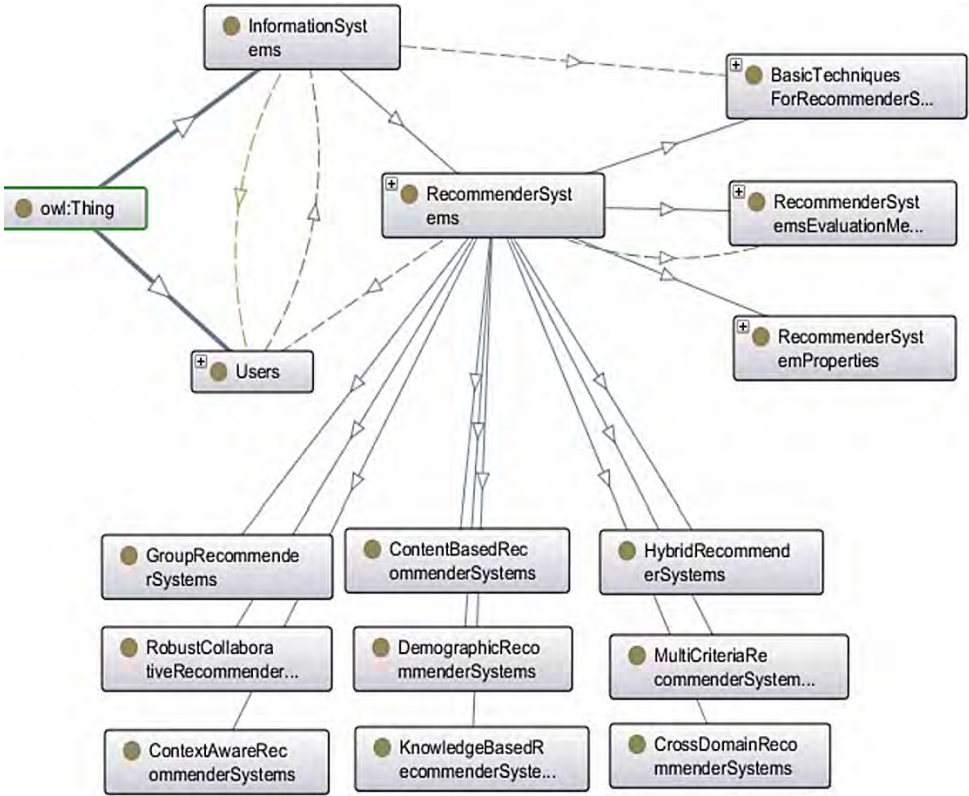 InformationSyst
ems
BasicTechniques
ForRecommenderS...
owl:Thing
RecommenderSyst
ems
RecommenderSyst
emsEvaluationMe...
Users
RecommenderSyst
emProperties
GroupRecommende
rSystems
ContentBasedRec
ommenderSystems
HybridRecommend
erSystems
RobustCollabora
tiveRecommender...
DemographicReco
mmenderSystems
MultiCriteriaRe
commenderSystem...
ContextAwareRec
ommenderSystems
KnowledgeBasedR
ecommenderSyste...
CrossDomainReco
mmenderSystems